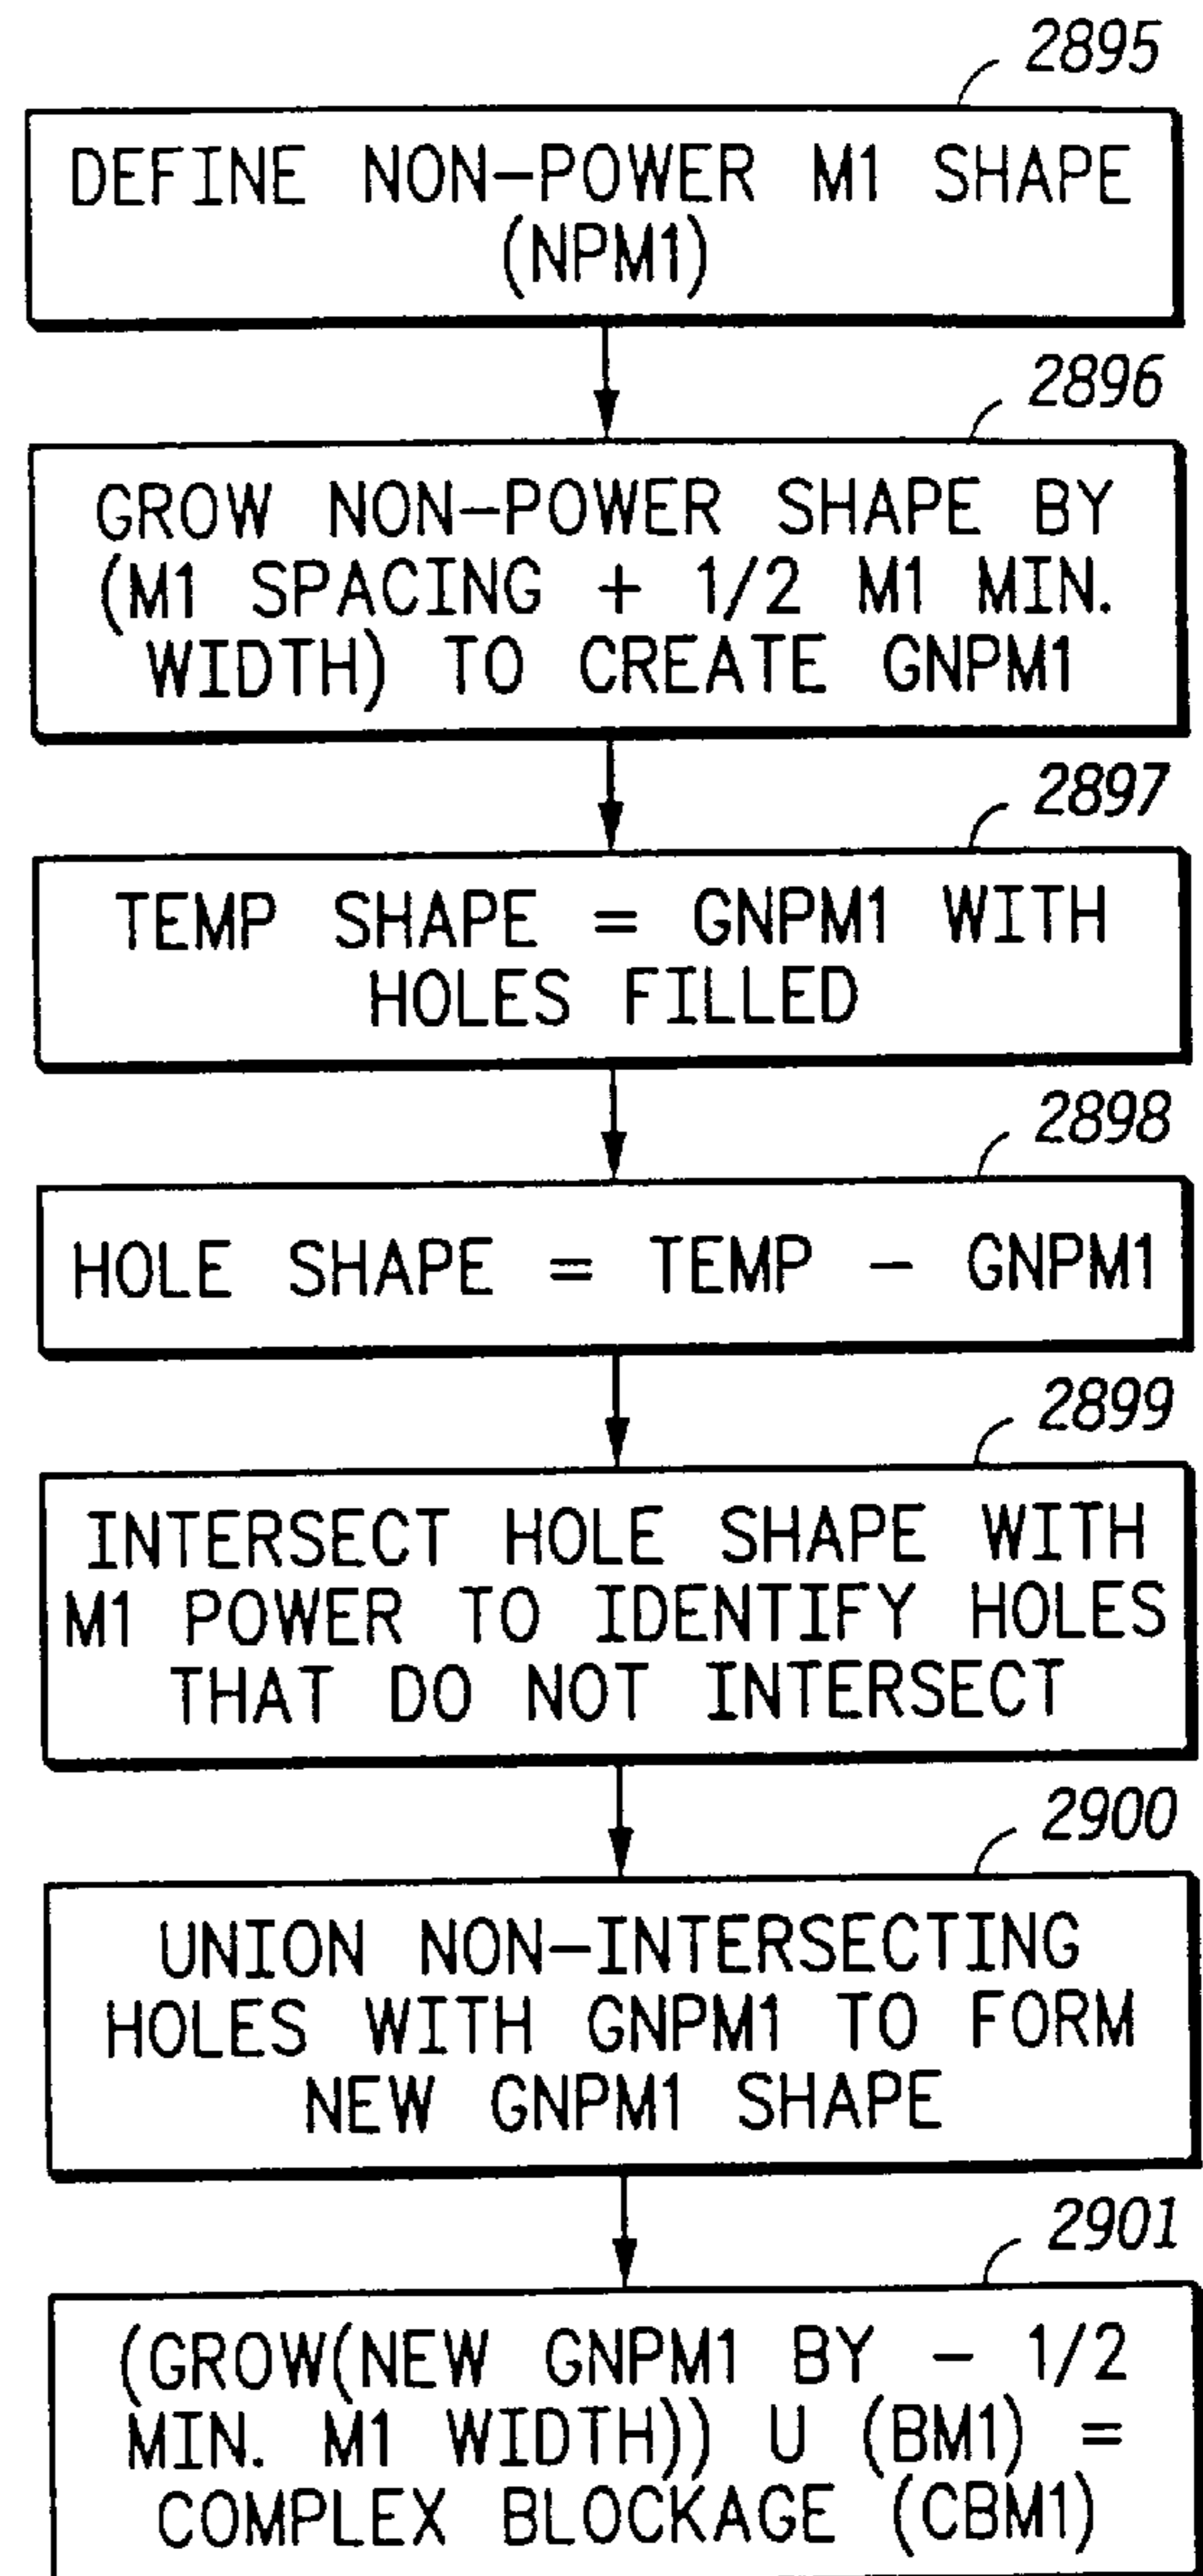 2895
DEFINE NON-POWER M1 SHAPE
(NPM1)
2896
GROW NON-POWER SHAPE BY
(M1 SPACING + 1/2 M1 MIN.
WIDTH) TO CREATE GNPM1
2897
TEMP SHAPE = GNPM1 WITH
HOLES FILLED
2898
HOLE SHAPE = TEMP - GNPM1
2899
INTERSECT HOLE SHAPE WITH
M1 POWER TO IDENTIFY HOLES
THAT DO NOT INTERSECT
2900
UNION NON-INTERSECTING
HOLES WITH GNPM1 TO FORM
NEW GNPM1 SHAPE
2901
(GROW(NEW GNPM1 BY - 1/2
MIN. M1 WIDTH)) U (BM1) =
COMPLEX BLOCKAGE (CBM1)